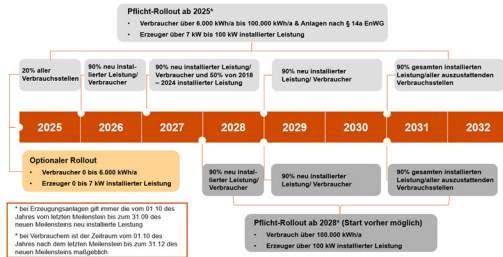 Pflicht-Rollout ab 2025*
• Verbraucher über 6.000 kWh/a bis 100.000 kWh/a & Anlagen nach § 14a EnWG
• Erzeuger über 7 kW bis 100 kW installierter Leistung
20% aller
Verbrauchsstellen
90% neu instal-
lierter Leistung/
Verbraucher
90% neu installierter Leistung/
Verbraucher und 50% von 2018
– 2024 installierter Leistung
90% neu installierter
Leistung/ Verbraucher
90% gesamten installierter
Leistung/aller auszustattenden
Verbrauchsstellen
2025
2026
2027
2028
2029
2030
2031
2032
Optionaler Rollout
• Verbraucher 0 bis 6.000 kWh/a
• Erzeuger 0 bis 7 kW installierter Leistung
90% neu instal-
lierter Leistung/
Verbraucher
90% neu installierter
Leistung/ Verbraucher
90% gesamten installierter
Leistung/aller auszustattenden
Verbrauchsstellen
* bei Erzeugungsanlagen gilt immer die vom 01.10 des
Jahres vom letzten Meilenstein bis zum 31.09 des
neuen Meilensteins neu installierte Leistung
* bei Verbrauchern ist der Zeitraum vom 01.10 des
Jahres nach dem letzten Meilenstein bis zum 31.12 des
neuen Meilensteins maßgeblich
Pflicht-Rollout ab 2028* (Start vorher möglich)
• Verbrauch über 100.000 kWh/a
• Erzeuger über 100 kW installierter Leistung